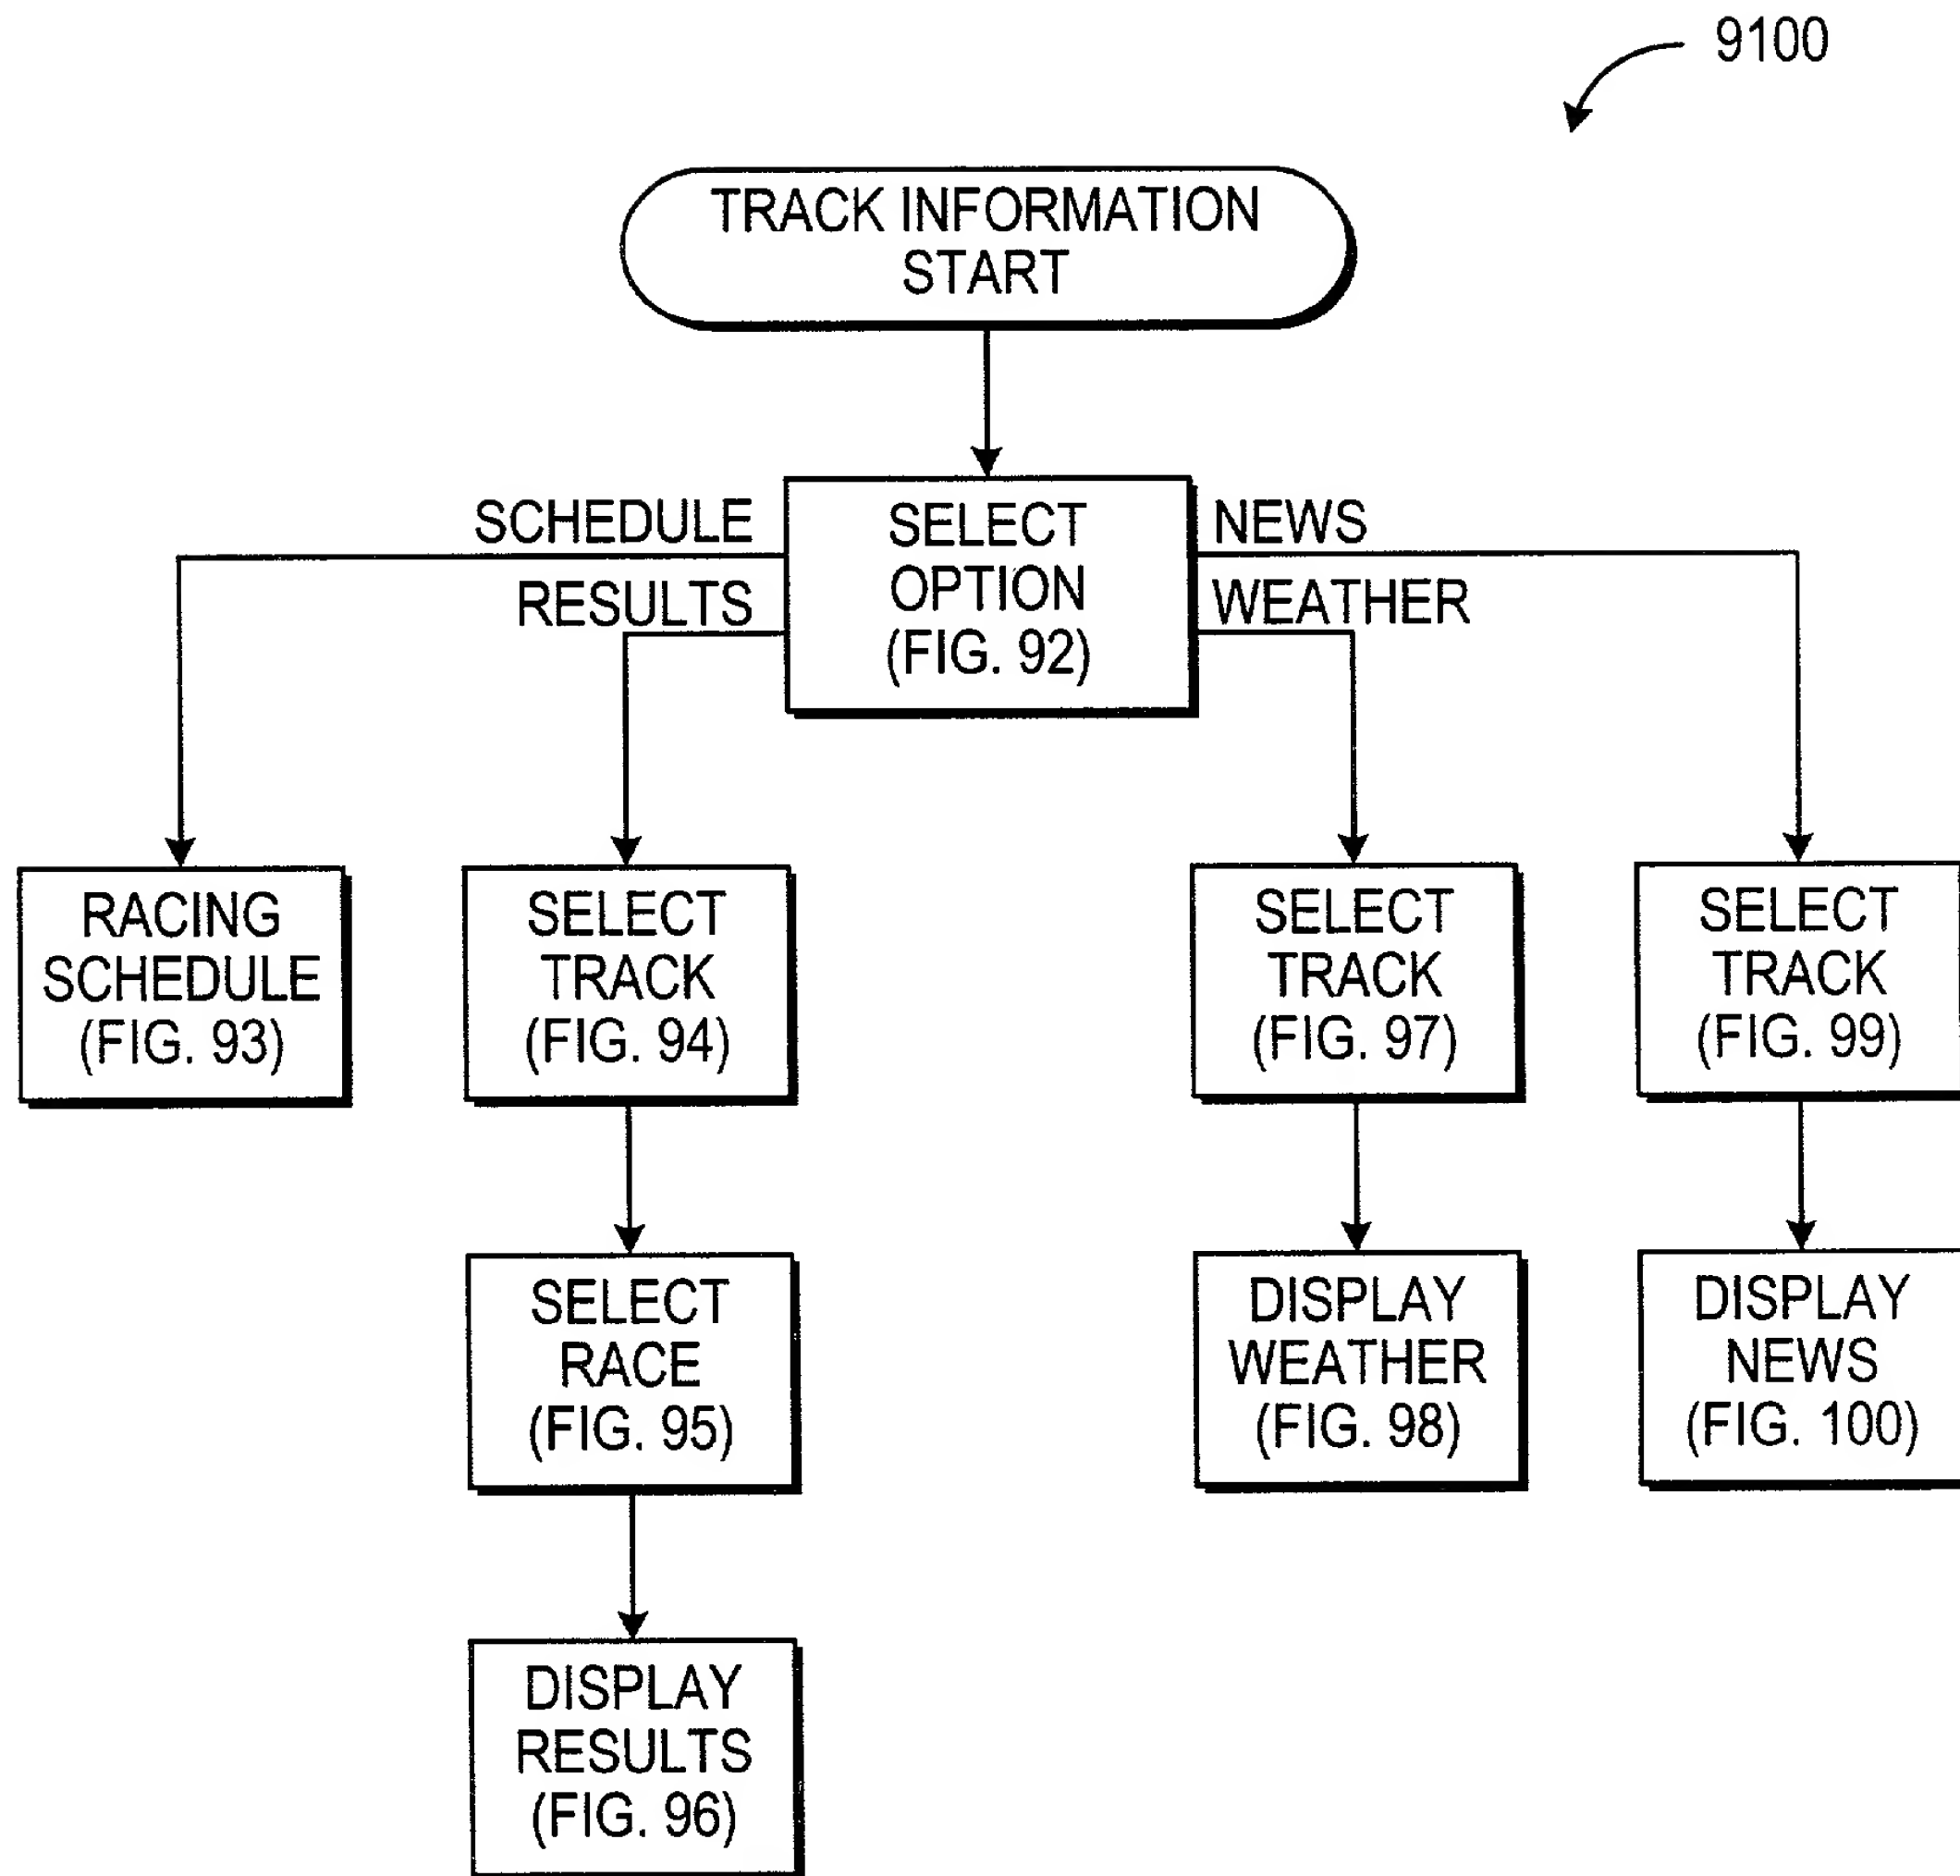 9100
TRACK INFORMATION
START
SCHEDULE
RESULTS
SELECT
OPTION
(FIG. 92)
NEWS
WEATHER
RACING
SCHEDULE
(FIG. 93)
SELECT
TRACK
(FIG. 94)
SELECT
TRACK
(FIG. 97)
SELECT
TRACK
(FIG. 99)
SELECT
RACE
(FIG. 95)
DISPLAY
WEATHER
(FIG. 98)
DISPLAY
NEWS
(FIG. 100)
DISPLAY
RESULTS
(FIG. 96)